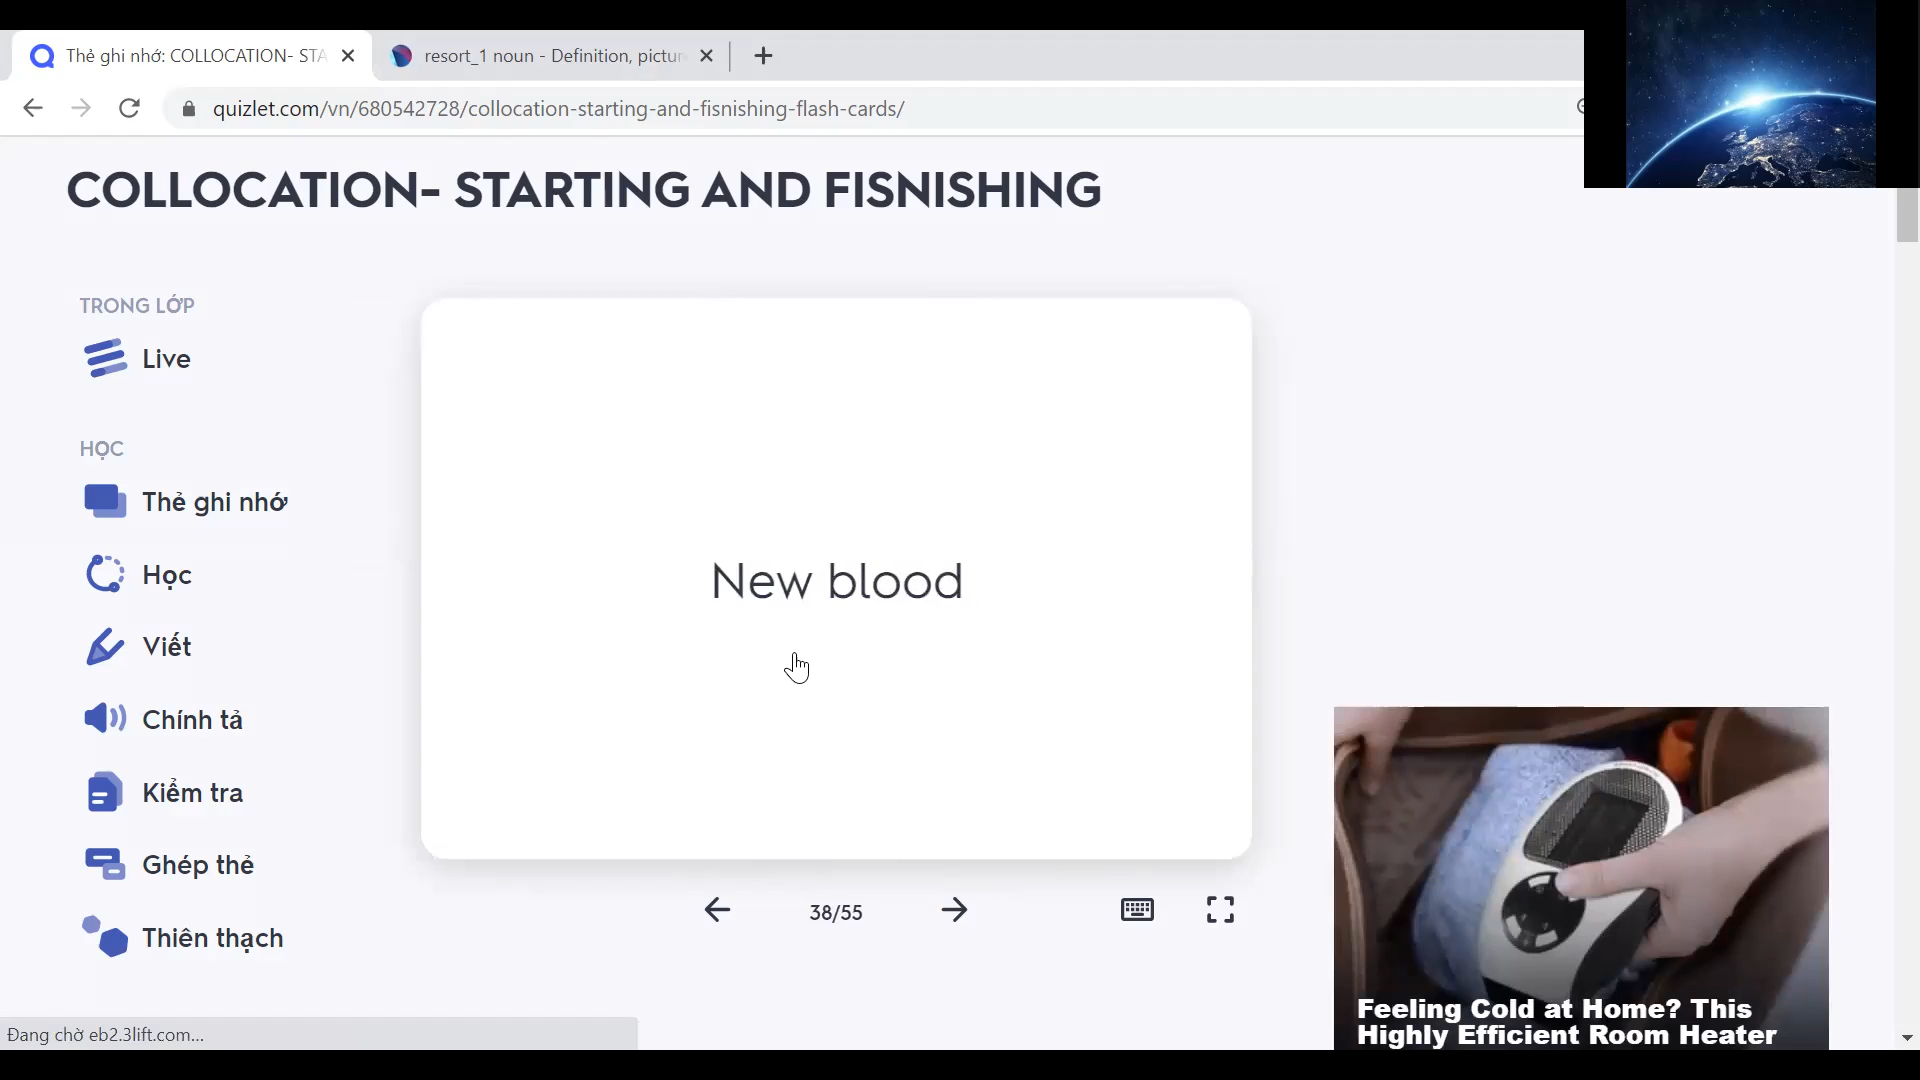 Thẻ ghi nhớ: COLLOCATION- STA
resort_1 noun - Definition, pictur
quizlet.com/vn/680542728/collocation-starting-and-fisnishing-flash-cards/
COLLOCATION- STARTING AND FISNISHING
TRONG LỚP
Live
HỌC
Thẻ ghi nhớ
Học
Viết
Chính tả
Kiểm tra
Ghép thẻ
Thiên thạch
New blood
38/55
Feeling Cold at Home? This
Highly Efficient Room Heater
Đang chờ eb2.3lift.com...